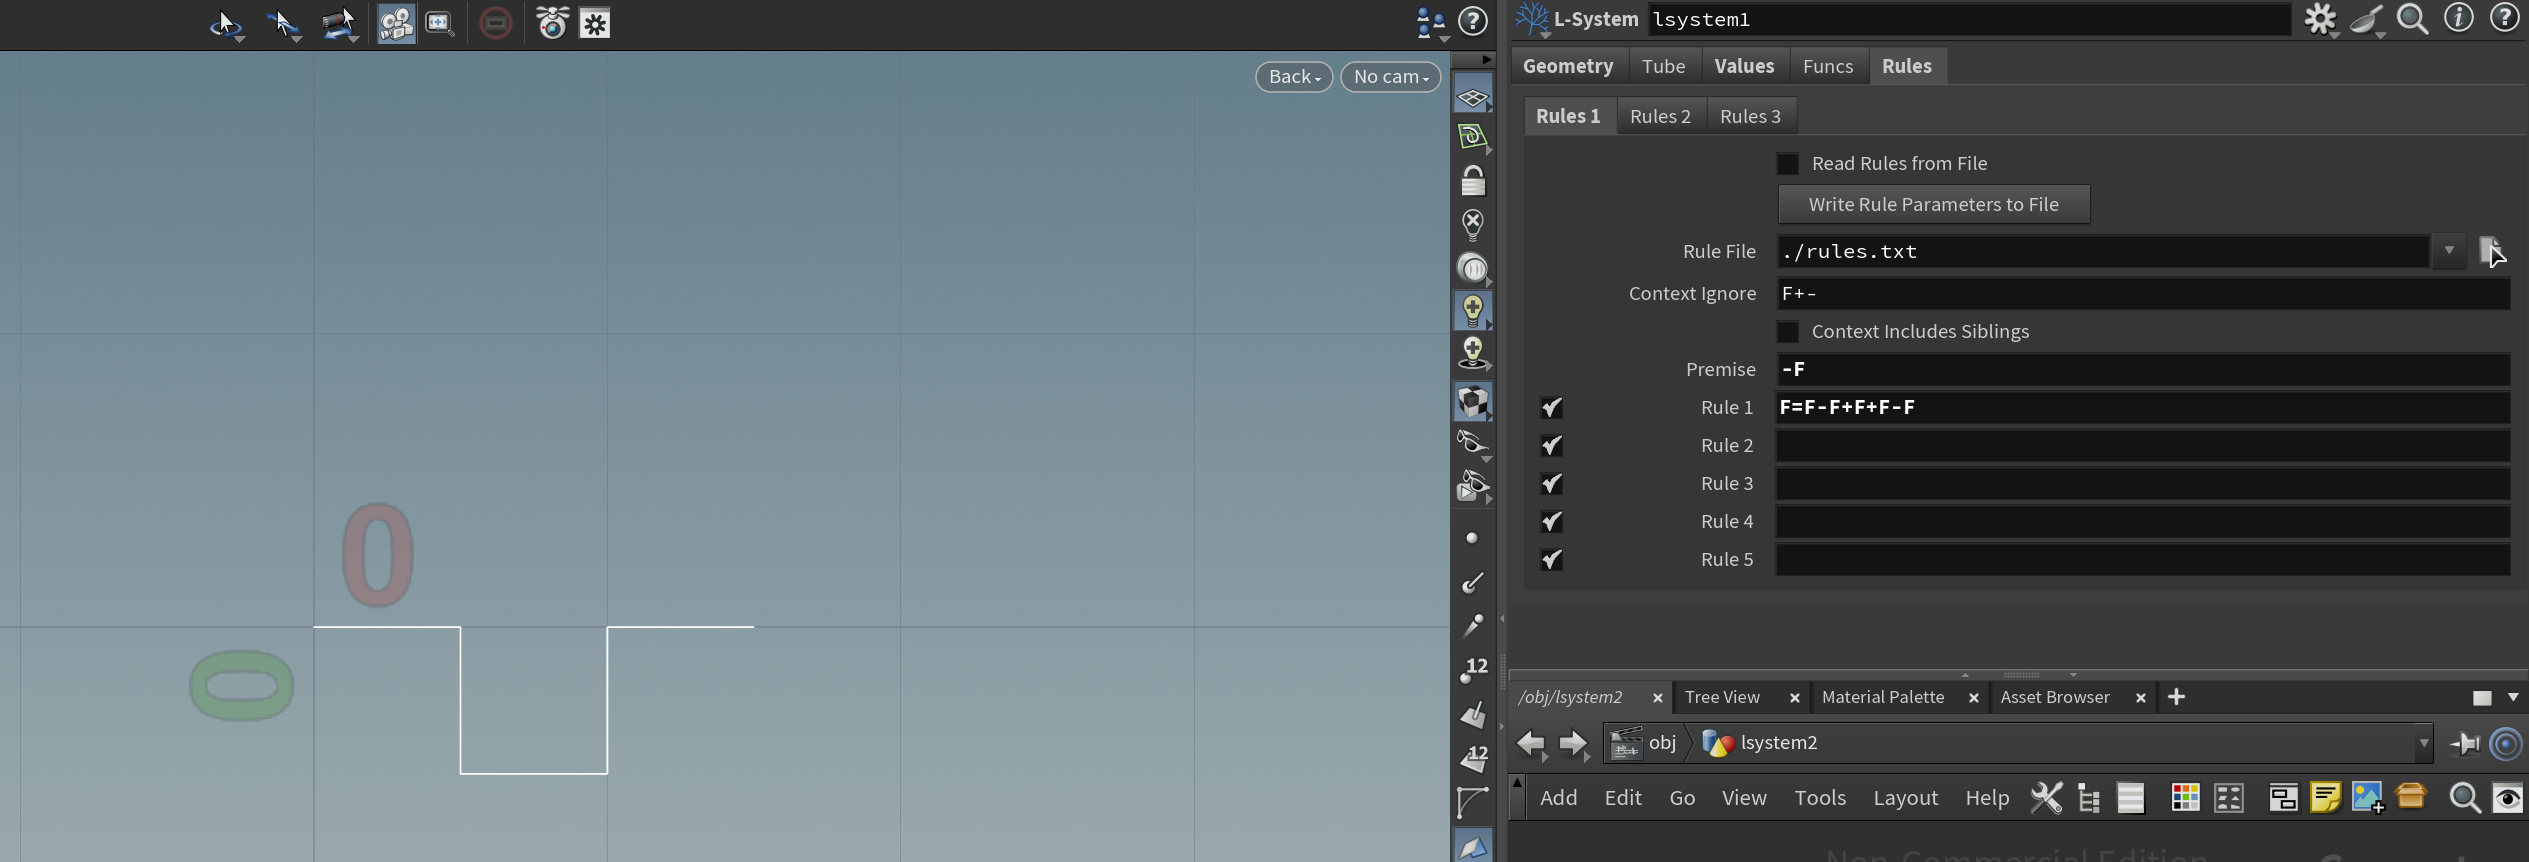 L-System lsystem1
Back No cam
Geometry Tube Values Funcs Rules
Rules 1 Rules 2 Rules 3
Read Rules from File
Write Rule Parameters to File
Rule File ./rules.txt
Context Ignore F+-
Context Includes Siblings
Premise -F
Rule 1 F=F-F+F+F-F
Rule 2
Rule 3
Rule 4
Rule 5
0
0
12
12
/obj/lsystem2 Tree View Material Palette Asset Browser
obj lsystem2
Add Edit Go View Tools Layout Help
Non-Commercial Edition